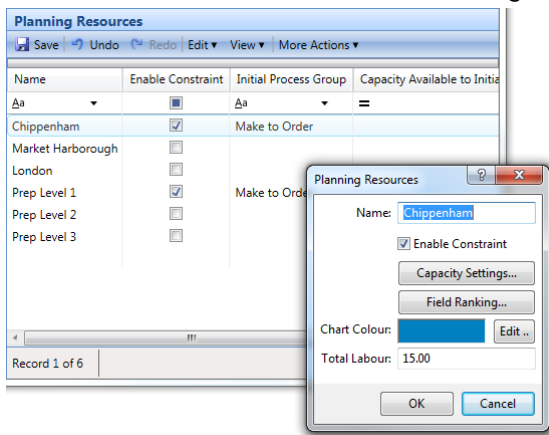 Planning Resources
Save Undo Redo Edit View More Actions
Name Enable Constraint Initial Process Group Capacity Available to Initia
Aa Aa =
Chippenham Make to Order
Market Harborough
London
Prep Level 1 Make to Orde
Prep Level 2
Prep Level 3
Record 1 of 6
Planning Resources ? X
Name: Chippenham
Enable Constraint
Capacity Settings...
Field Ranking...
Chart Colour: Edit ..
Total Labour: 15.00
OK Cancel